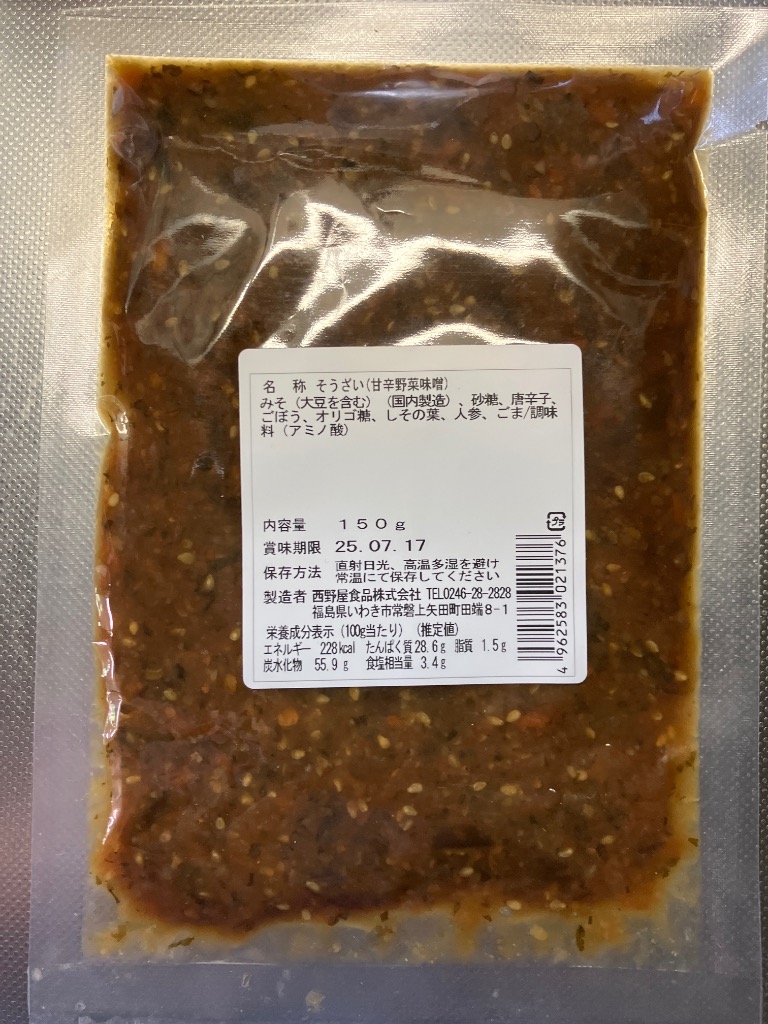 名　称 そうざい(甘辛野菜味噌)
みそ（大豆を含む）（国内製造）、砂糖、唐辛子、
ごぼう、オリゴ糖、しその葉、人参、ごま/調味
料（アミノ酸）
内容量　１５０ｇ
賞味期限　25.07.17
保存方法　直射日光、高温多湿を避け
常温にて保存してください
製造者 西野屋食品株式会社 TEL0246-28-2828
福島県いわき市常磐上矢田町田端８−１
栄養成分表示（100g当たり）（推定値）
エネルギー　228kcal　たんぱく質28.6g　脂質 1.5g
炭水化物　55.9g　食塩相当量 3.4g
プラ
4962583021376